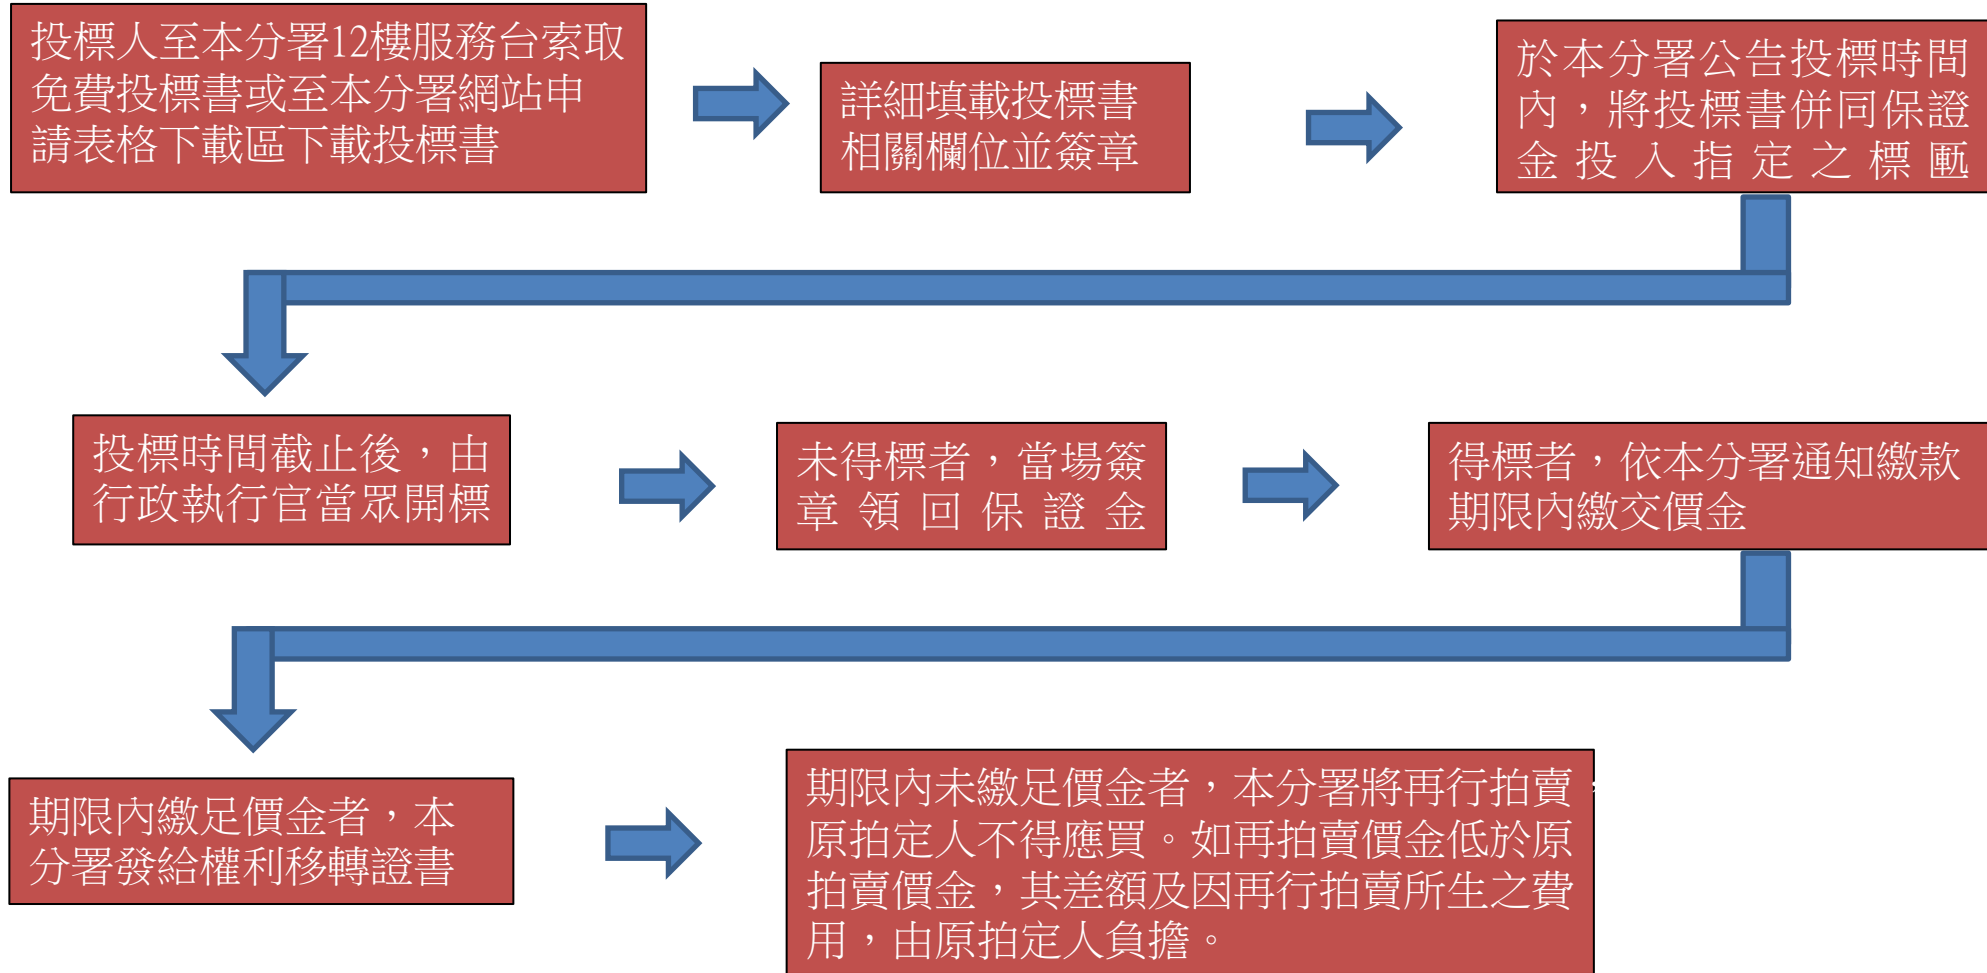 投標人至本分署12樓服務台索取
免費投標書或至本分署網站申
請表格下載區下載投標書
詳細填載投標書
相關欄位並簽章
於本分署公告投標時間
內，將投標書併同保證
金投入指定之標匭
投標時間截止後，由
行政執行官當眾開標
未得標者，當場簽
章領回保證金
得標者，依本分署通知繳款
期限內繳交價金
期限內繳足價金者，本
分署發給權利移轉證書
期限內未繳足價金者，本分署將再行拍賣，
原拍定人不得應買。如再拍賣價金低於原
拍賣價金，其差額及因再行拍賣所生之費
用，由原拍定人負擔。